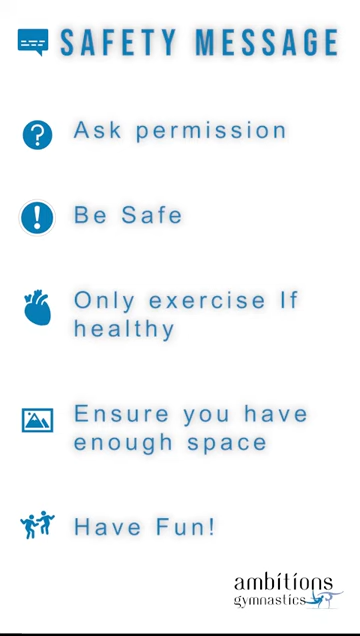 SAFETY MESSAGE
?
Ask permission
!
Be Safe
Only exercise If
healthy
Ensure you have
enough space
Have Fun!
ambitions
gymnastics